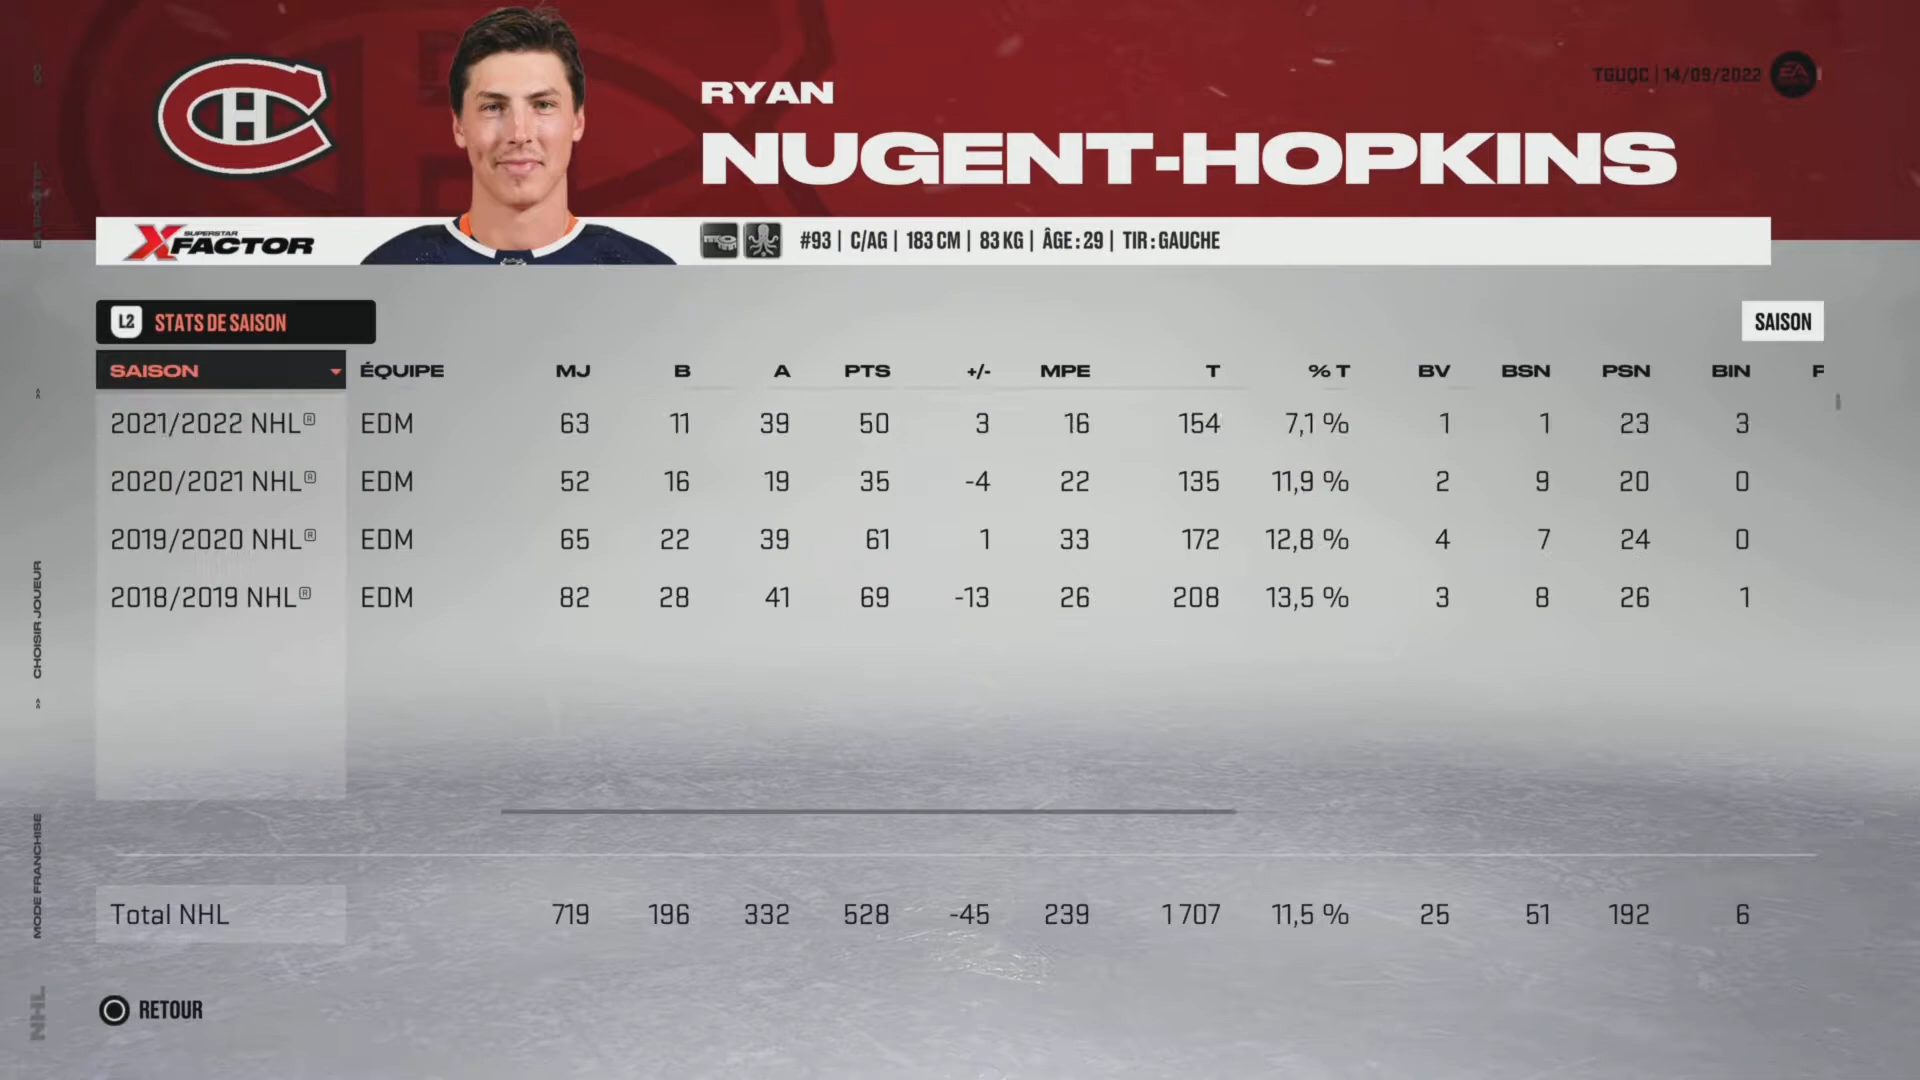 TGUQC | 14/09/2022
RYAN
NUGENT-HOPKINS
SUPERSTAR
X FACTOR
#93 | C/AG | 183 CM | 83 KG | ÂGE : 29 | TIR : GAUCHE
L2 STATS DE SAISON
SAISON
SAISON ÉQUIPE MJ B A PTS +/- MPE T % T BV BSN PSN BIN
2021/2022 NHL® EDM 63 11 39 50 3 16 154 7,1 % 1 1 23 3
2020/2021 NHL® EDM 52 16 19 35 -4 22 135 11,9 % 2 9 20 0
2019/2020 NHL® EDM 65 22 39 61 1 33 172 12,8 % 4 7 24 0
2018/2019 NHL® EDM 82 28 41 69 -13 26 208 13,5 % 3 8 26 1
Total NHL 719 196 332 528 -45 239 1 707 11,5 % 25 51 192 6
RETOUR
NHL
MODE FRANCHISE
CHOISIR JOUEUR